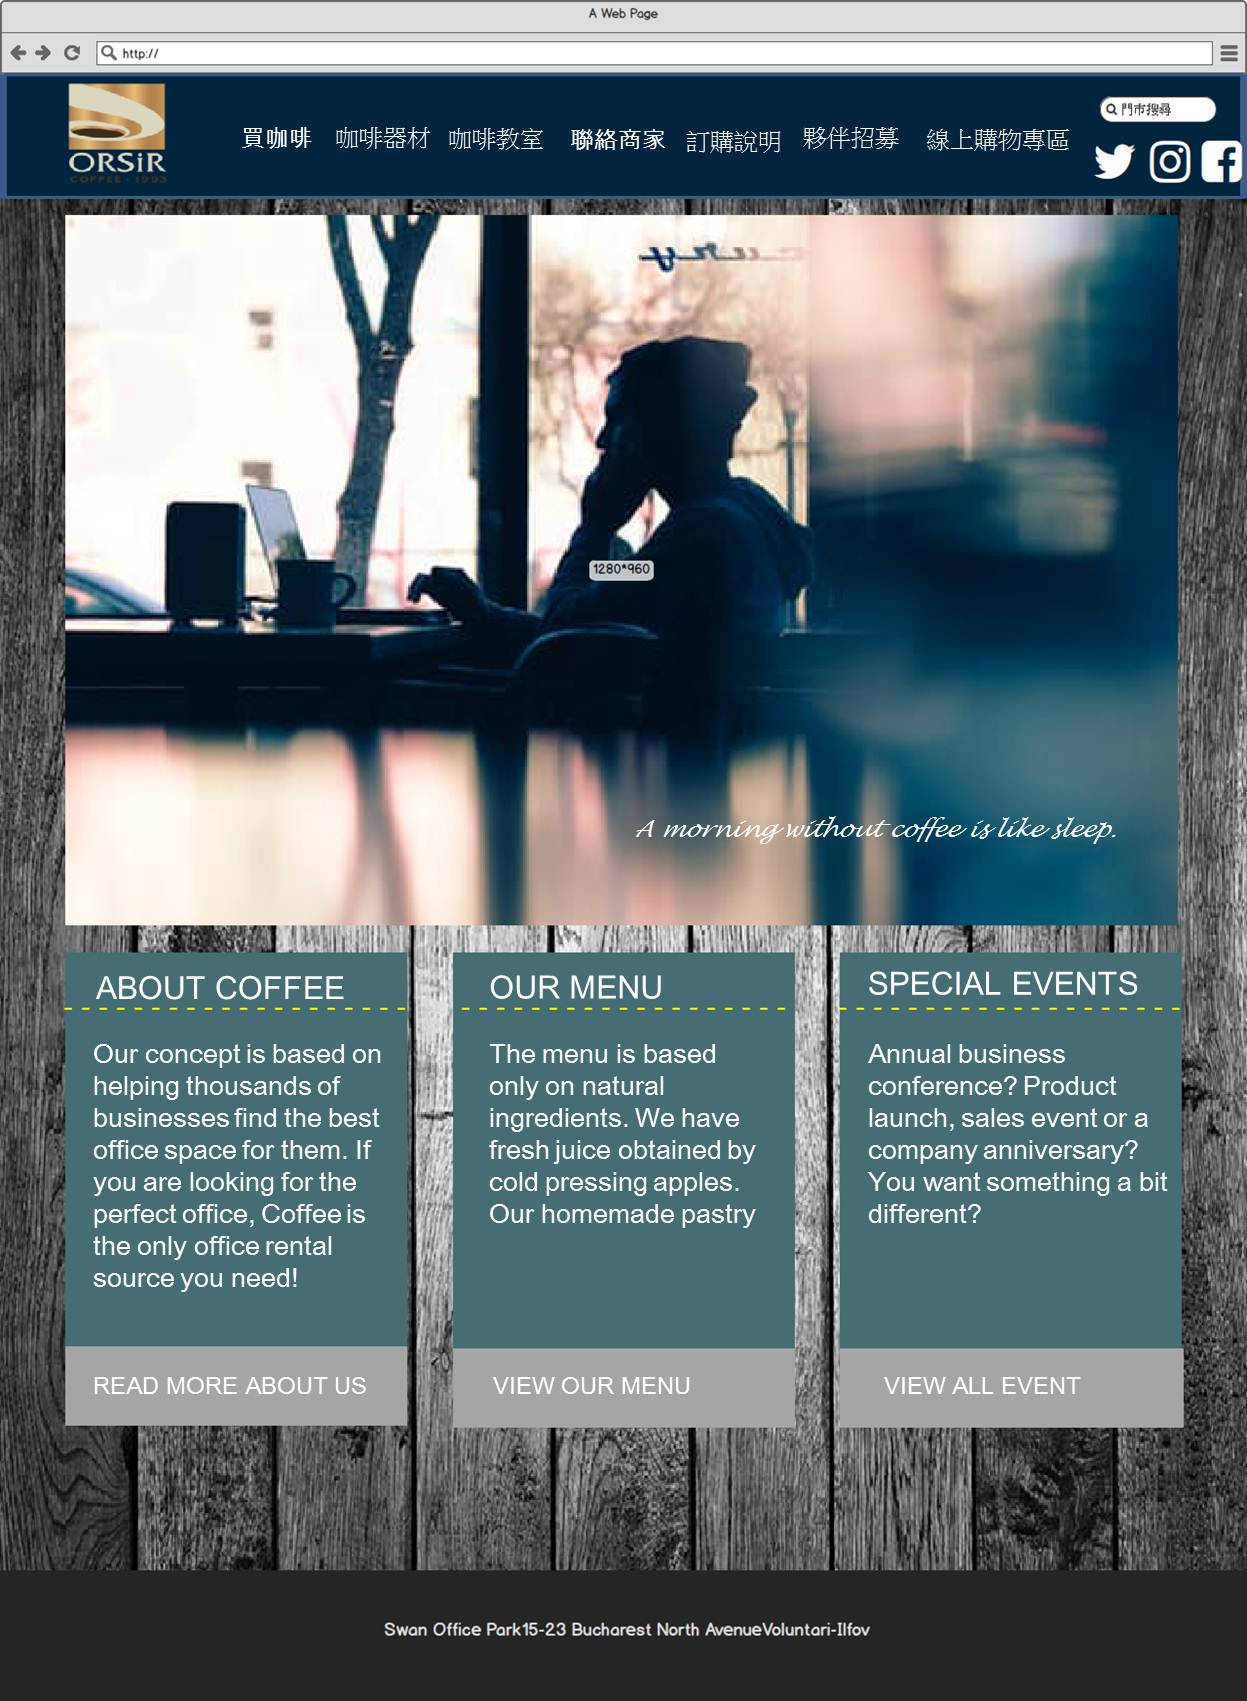 A Web Page
http://
ORSiR
COFFEE · 1993
買咖啡
咖啡器材
咖啡教室
聯絡商家
訂購說明
夥伴招募
線上購物專區
門市搜尋
1280*960
A morning without coffee is like sleep.
ABOUT COFFEE
Our concept is based on
helping thousands of
businesses find the best
office space for them. If
you are looking for the
perfect office, Coffee is
the only office rental
source you need!
READ MORE ABOUT US
OUR MENU
The menu is based
only on natural
ingredients. We have
fresh juice obtained by
cold pressing apples.
Our homemade pastry
VIEW OUR MENU
SPECIAL EVENTS
Annual business
conference? Product
launch, sales event or a
company anniversary?
You want something a bit
different?
VIEW ALL EVENT
Swan Office Park15-23 Bucharest North AvenueVoluntari-Ilfov